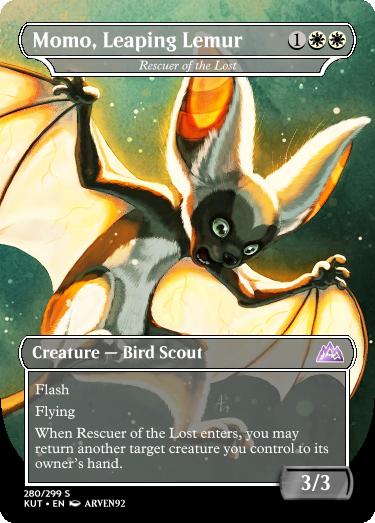 Momo, Leaping Lemur 1
Rescuer of the Lost
Creature — Bird Scout
Flash
Flying
When Rescuer of the Lost enters, you may
return another target creature you control to its
owner's hand.
3/3
280/299 S
KUT • EN ARVEN92